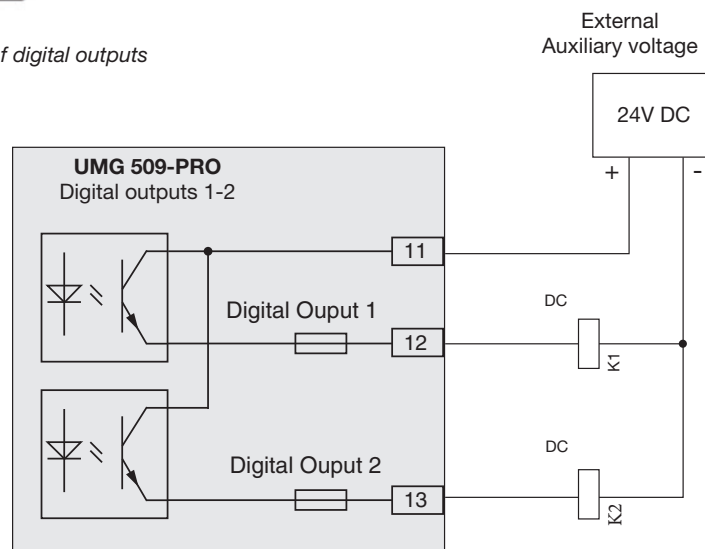 f digital outputs
External
Auxiliary voltage
24V DC
+ -
UMG 509-PRO
Digital outputs 1-2
11
Digital Ouput 1
12
DC
K1
Digital Ouput 2
13
DC
K2